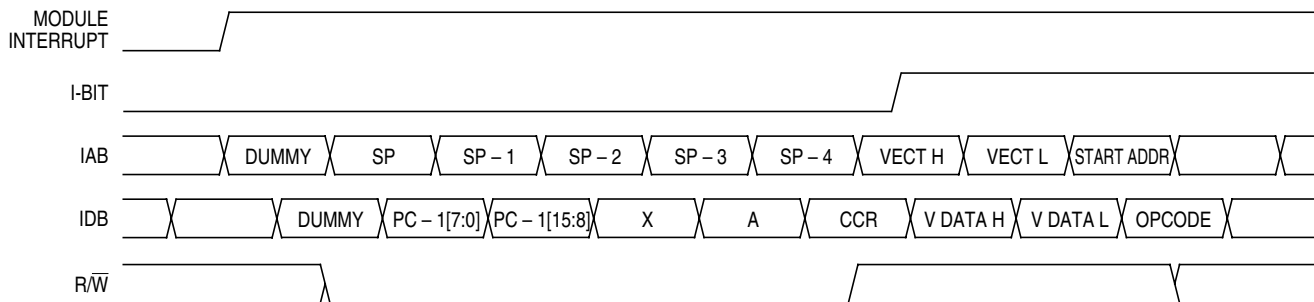 MODULE
INTERRUPT
I-BIT
IAB DUMMY SP SP – 1 SP – 2 SP – 3 SP – 4 VECT H VECT L START ADDR
IDB DUMMY PC – 1[7:0] PC – 1[15:8] X A CCR V DATA H V DATA L OPCODE
R/W̅